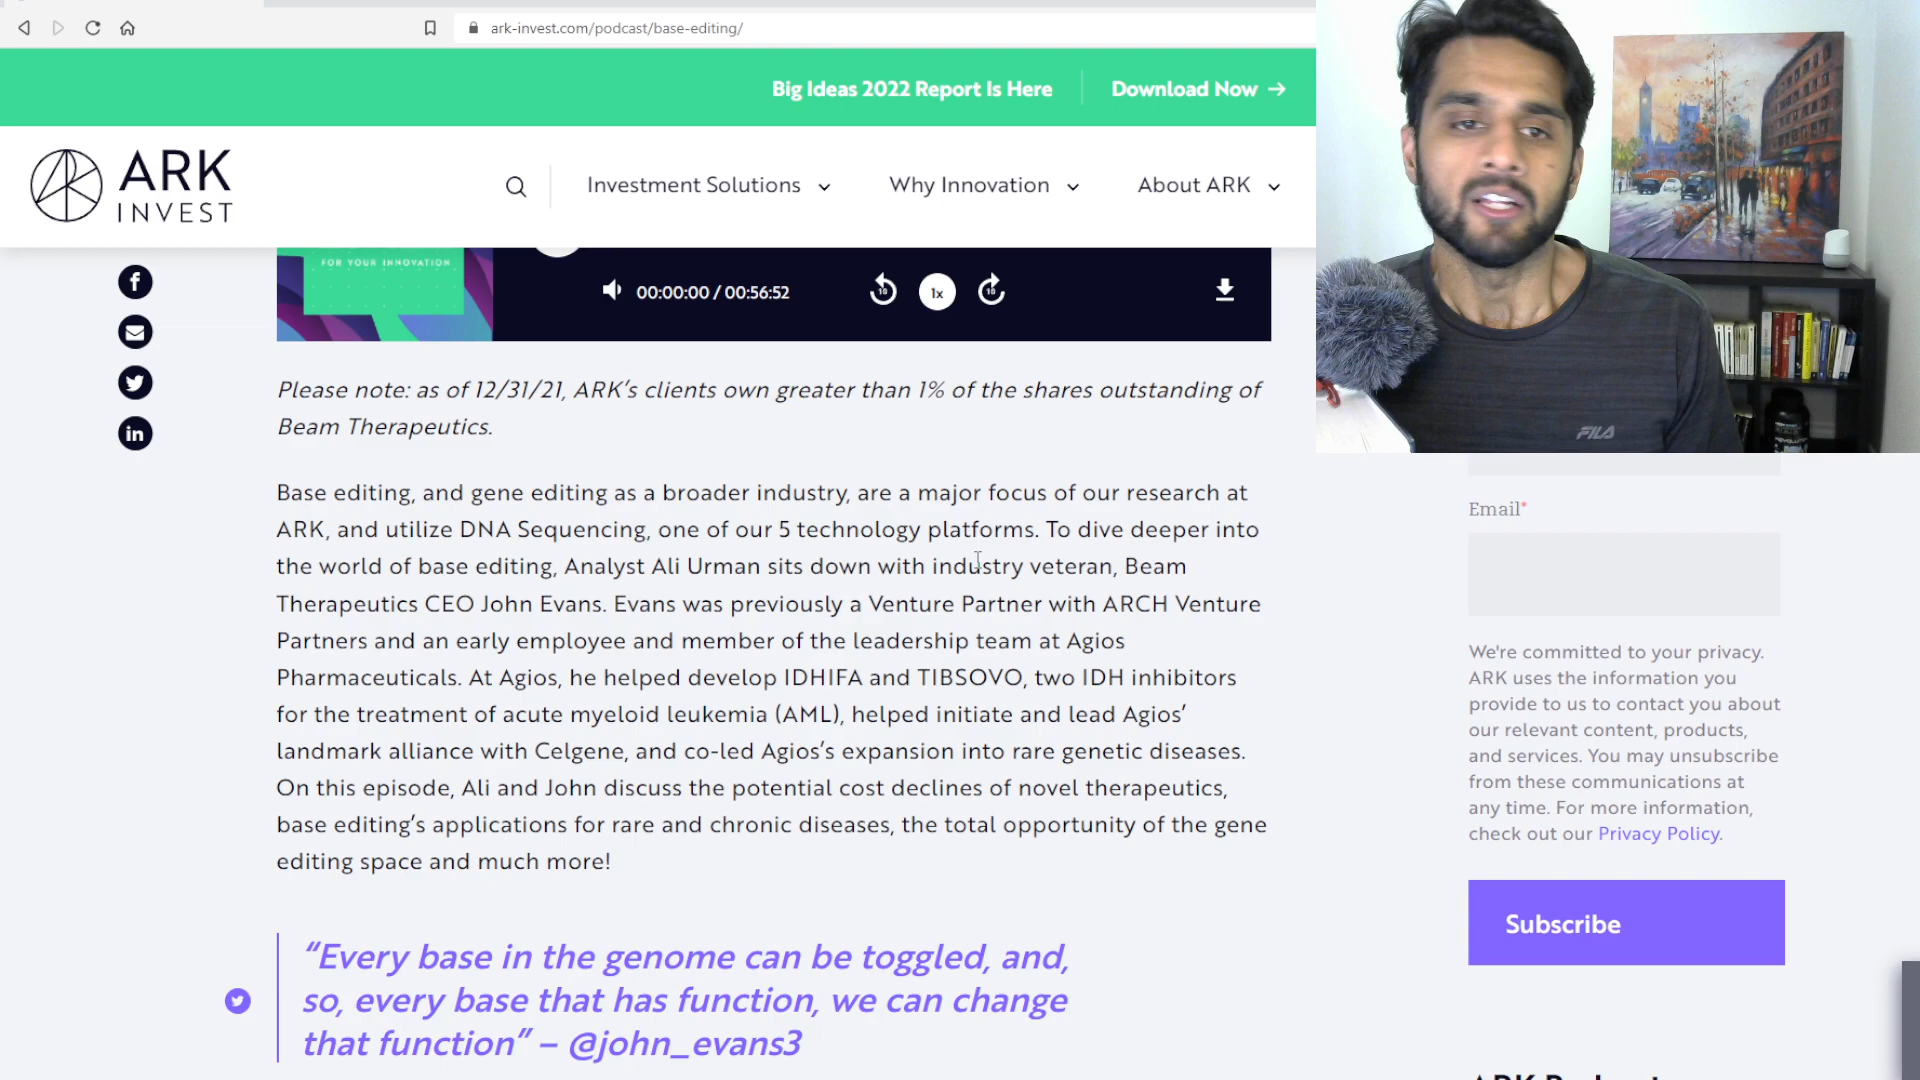 ark-invest.com/podcast/base-editing/
Big Ideas 2022 Report Is Here
Download Now →
ARK
INVEST
Investment Solutions
Why Innovation
About ARK
FOR YOUR INNOVATION
00:00:00 / 00:56:52
10
1x
10
Please note: as of 12/31/21, ARK's clients own greater than 1% of the shares outstanding of
Beam Therapeutics.
Base editing, and gene editing as a broader industry, are a major focus of our research at
ARK, and utilize DNA Sequencing, one of our 5 technology platforms. To dive deeper into
the world of base editing, Analyst Ali Urman sits down with industry veteran, Beam
Therapeutics CEO John Evans. Evans was previously a Venture Partner with ARCH Venture
Partners and an early employee and member of the leadership team at Agios
Pharmaceuticals. At Agios, he helped develop IDHIFA and TIBSOVO, two IDH inhibitors
for the treatment of acute myeloid leukemia (AML), helped initiate and lead Agios'
landmark alliance with Celgene, and co-led Agios's expansion into rare genetic diseases.
On this episode, Ali and John discuss the potential cost declines of novel therapeutics,
base editing's applications for rare and chronic diseases, the total opportunity of the gene
editing space and much more!
“Every base in the genome can be toggled, and,
so, every base that has function, we can change
that function” – @john_evans3
FILA
Email*
We're committed to your privacy.
ARK uses the information you
provide to us to contact you about
our relevant content, products,
and services. You may unsubscribe
from these communications at
any time. For more information,
check out our Privacy Policy.
Subscribe